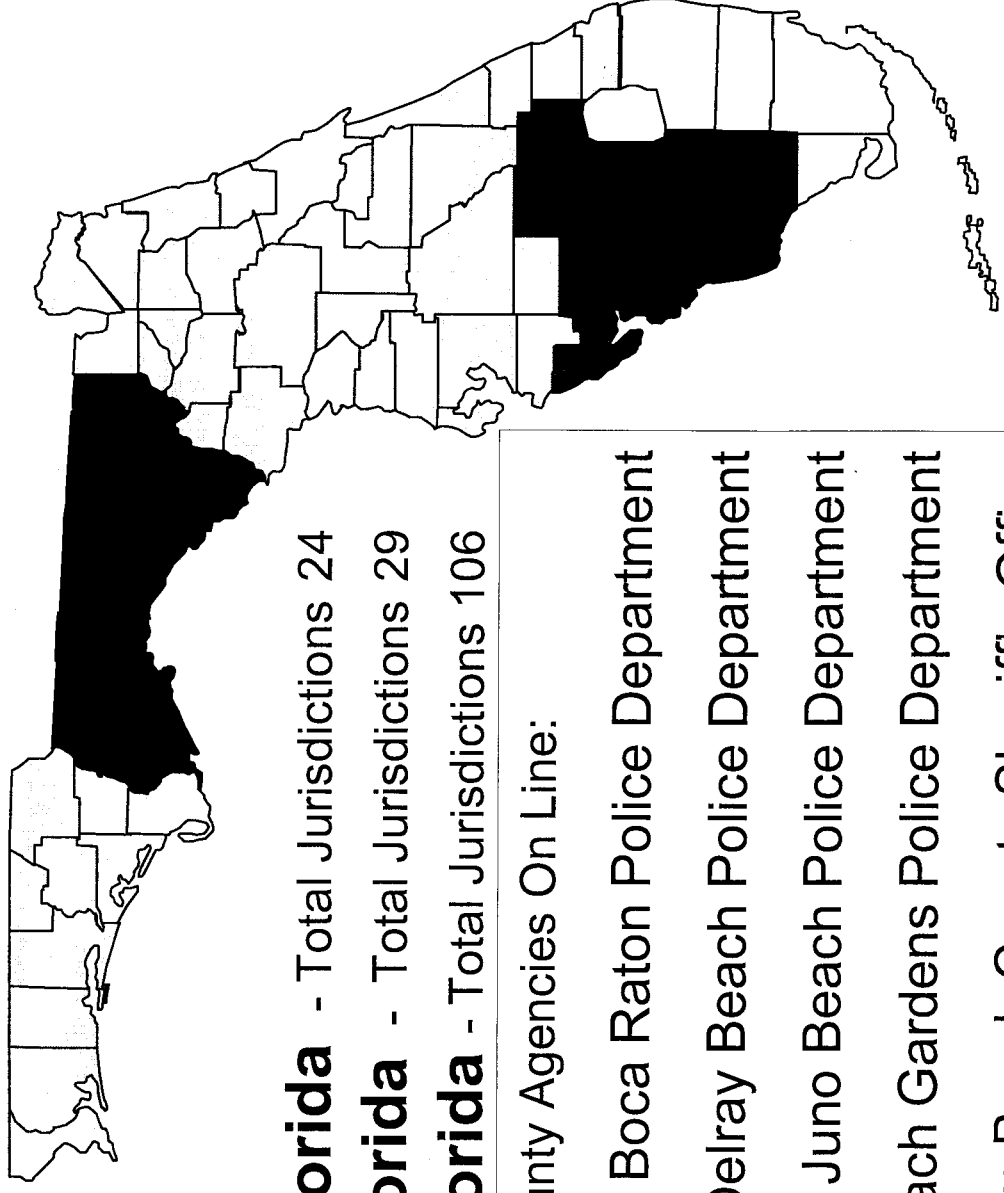 orida - Total Jurisdictions 24
orida - Total Jurisdictions 29
orida - Total Jurisdictions 106
unty Agencies On Line:
Boca Raton Police Department
Delray Beach Police Department
Juno Beach Police Department
ach Gardens Police Department